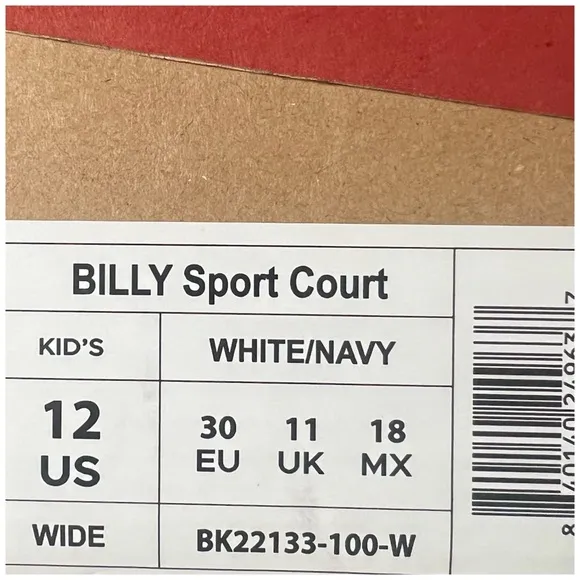 BILLY Sport Court
KID'S
WHITE/NAVY
12 US
30 EU
11 UK
18 MX
WIDE
BK22133-100-W